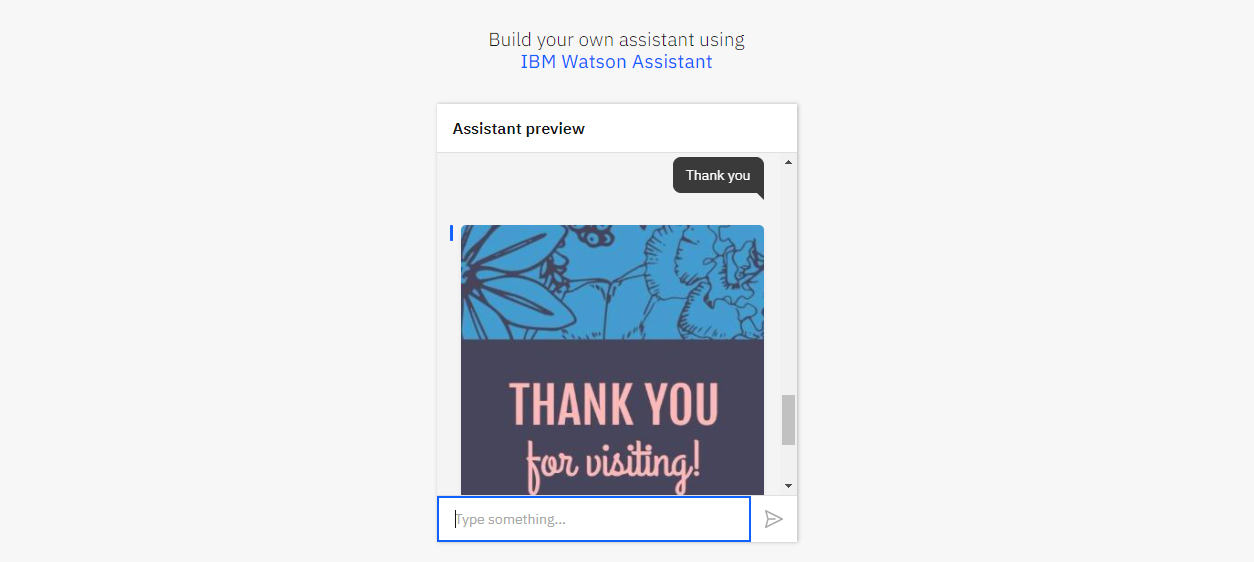 Build your own assistant using
IBM Watson Assistant
Assistant preview
Thank you
THANK YOU
for visiting!
Type something...